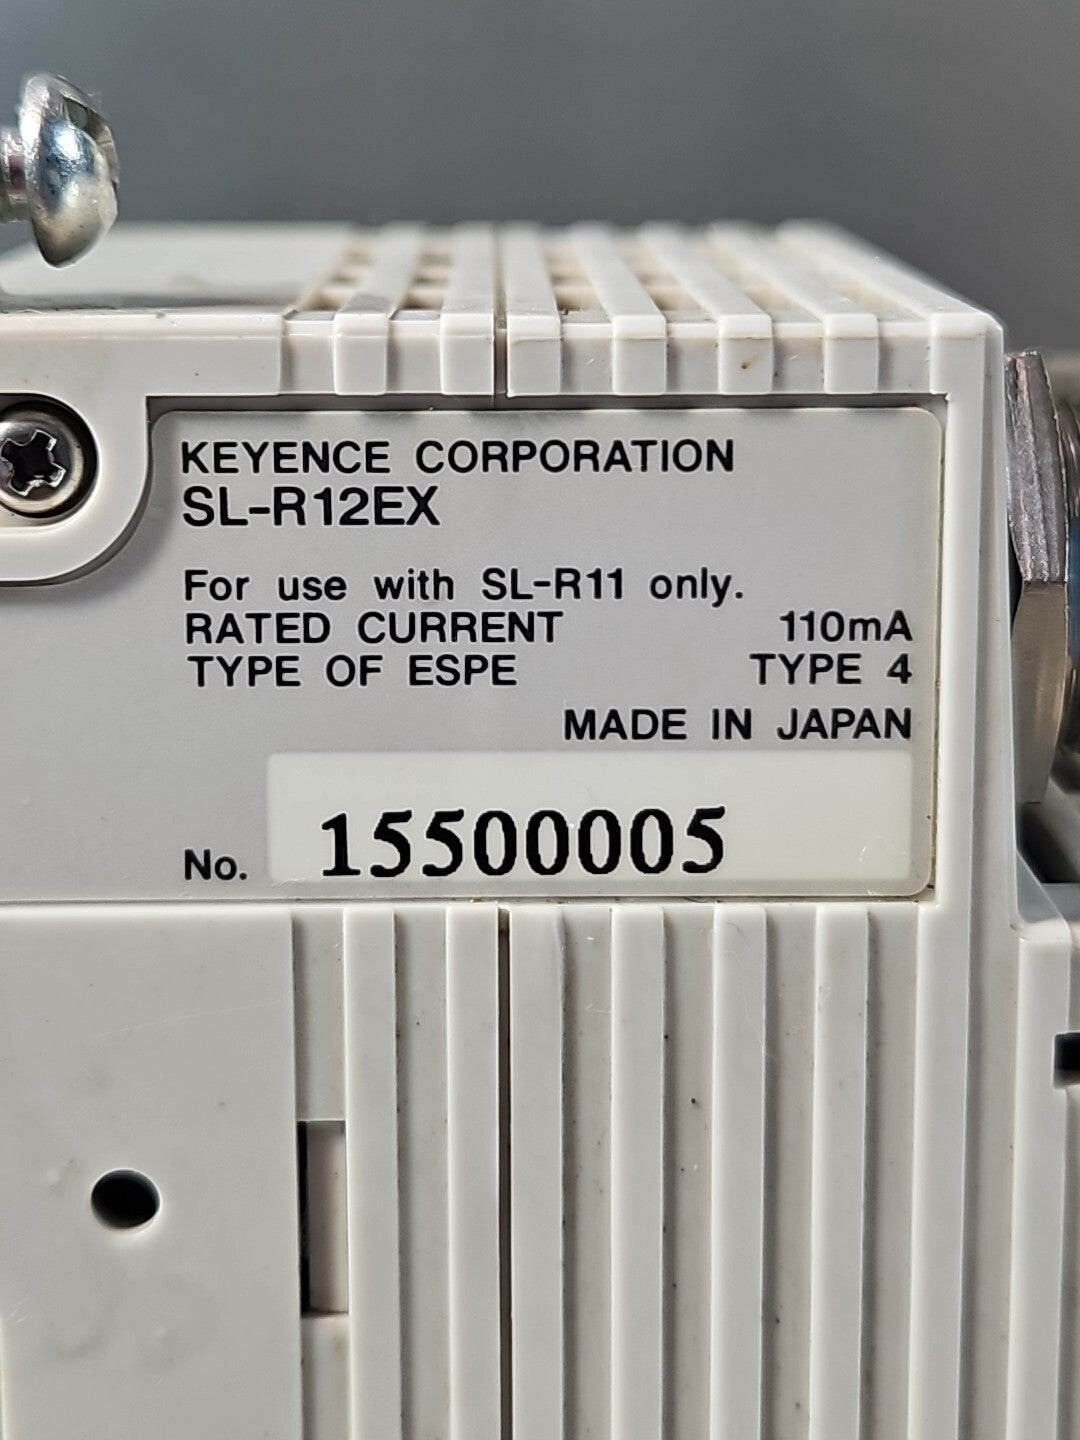 KEYENCE CORPORATION
SL-R12EX
For use with SL-R11 only.
RATED CURRENT 110mA
TYPE OF ESPE TYPE 4
MADE IN JAPAN
No. 15500005